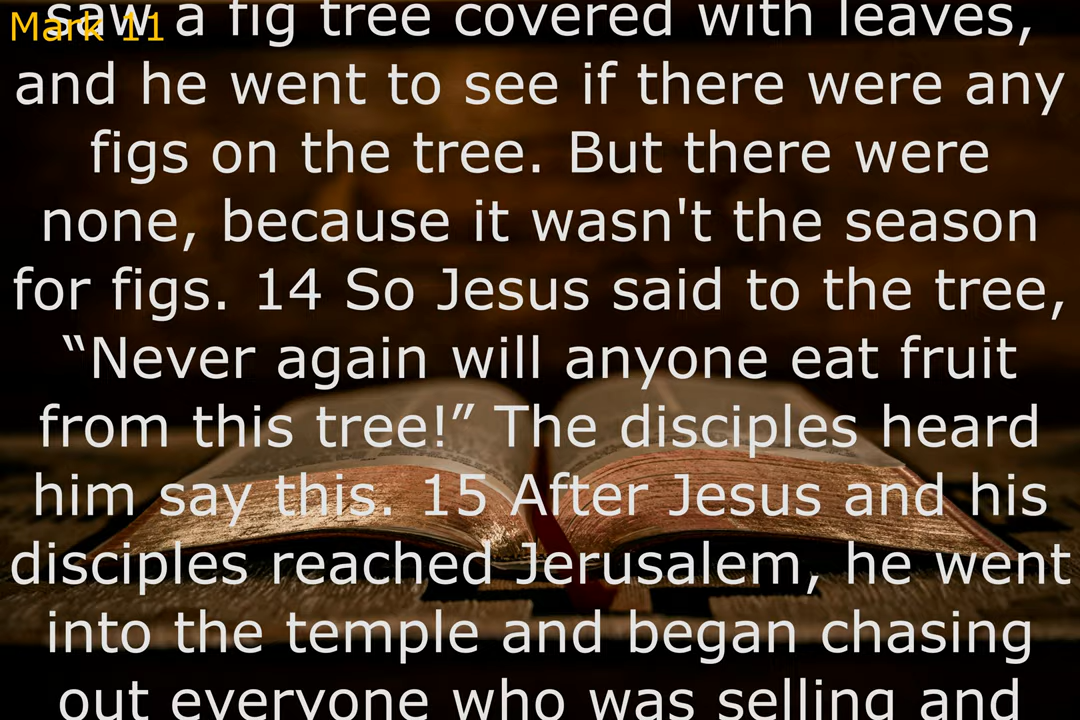 Mark 11
saw a fig tree covered with leaves,
and he went to see if there were any
figs on the tree. But there were
none, because it wasn't the season
for figs. 14 So Jesus said to the tree,
“Never again will anyone eat fruit
from this tree!” The disciples heard
him say this. 15 After Jesus and his
disciples reached Jerusalem, he went
into the temple and began chasing
out everyone who was selling and